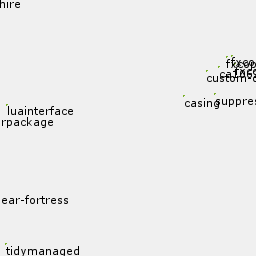 hire
custom-
casing
suppres
luainterface
rpackage
ear-fortress
tidymanaged